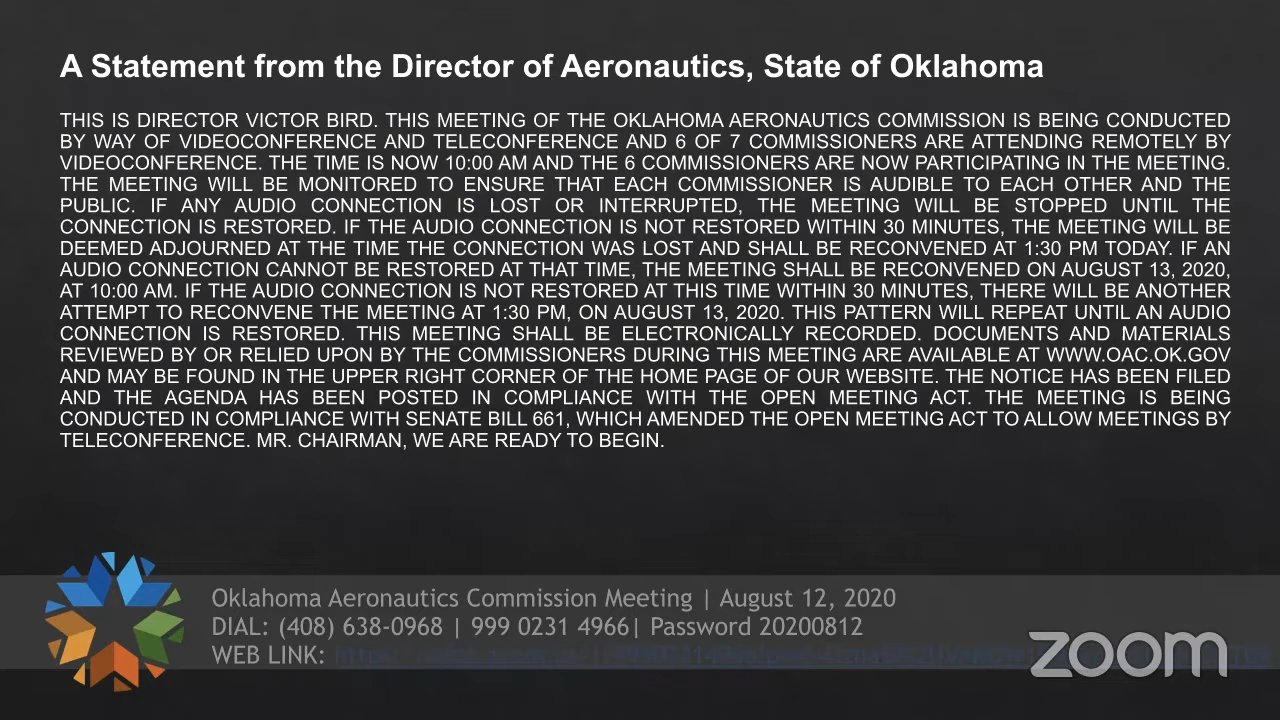 A Statement from the Director of Aeronautics, State of Oklahoma
THIS IS DIRECTOR VICTOR BIRD. THIS MEETING OF THE OKLAHOMA AERONAUTICS COMMISSION IS BEING CONDUCTED
BY WAY OF VIDEOCONFERENCE AND TELECONFERENCE AND 6 OF 7 COMMISSIONERS ARE ATTENDING REMOTELY BY
VIDEOCONFERENCE. THE TIME IS NOW 10:00 AM AND THE 6 COMMISSIONERS ARE NOW PARTICIPATING IN THE MEETING.
THE MEETING WILL BE MONITORED TO ENSURE THAT EACH COMMISSIONER IS AUDIBLE TO EACH OTHER AND THE
PUBLIC. IF ANY AUDIO CONNECTION IS LOST OR INTERRUPTED, THE MEETING WILL BE STOPPED UNTIL THE
CONNECTION IS RESTORED. IF THE AUDIO CONNECTION IS NOT RESTORED WITHIN 30 MINUTES, THE MEETING WILL BE
DEEMED ADJOURNED AT THE TIME THE CONNECTION WAS LOST AND SHALL BE RECONVENED AT 1:30 PM TODAY. IF AN
AUDIO CONNECTION CANNOT BE RESTORED AT THAT TIME, THE MEETING SHALL BE RECONVENED ON AUGUST 13, 2020,
AT 10:00 AM. IF THE AUDIO CONNECTION IS NOT RESTORED AT THIS TIME WITHIN 30 MINUTES, THERE WILL BE ANOTHER
ATTEMPT TO RECONVENE THE MEETING AT 1:30 PM, ON AUGUST 13, 2020. THIS PATTERN WILL REPEAT UNTIL AN AUDIO
CONNECTION IS RESTORED. THIS MEETING SHALL BE ELECTRONICALLY RECORDED. DOCUMENTS AND MATERIALS
REVIEWED BY OR RELIED UPON BY THE COMMISSIONERS DURING THIS MEETING ARE AVAILABLE AT WWW.OAC.OK.GOV
AND MAY BE FOUND IN THE UPPER RIGHT CORNER OF THE HOME PAGE OF OUR WEBSITE. THE NOTICE HAS BEEN FILED
AND THE AGENDA HAS BEEN POSTED IN COMPLIANCE WITH THE OPEN MEETING ACT. THE MEETING IS BEING
CONDUCTED IN COMPLIANCE WITH SENATE BILL 661, WHICH AMENDED THE OPEN MEETING ACT TO ALLOW MEETINGS BY
TELECONFERENCE. MR. CHAIRMAN, WE ARE READY TO BEGIN.
Oklahoma Aeronautics Commission Meeting | August 12, 2020
DIAL: (408) 638-0968 | 999 0231 4966| Password 20200812
WEB LINK:
zoom